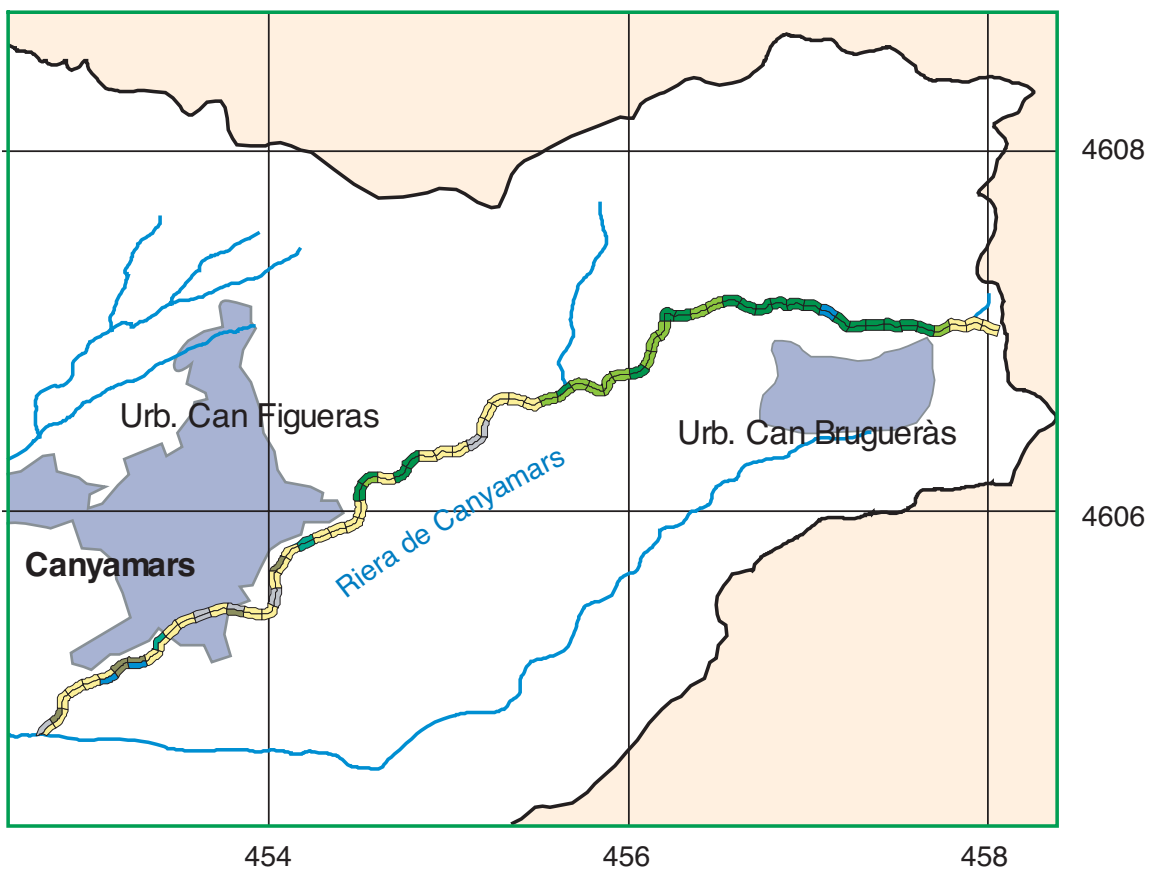 4608
Urb. Can Figueras
Urb. Can Brugueràs
Riera de Canyamars
4606
Canyamars
454
456
458